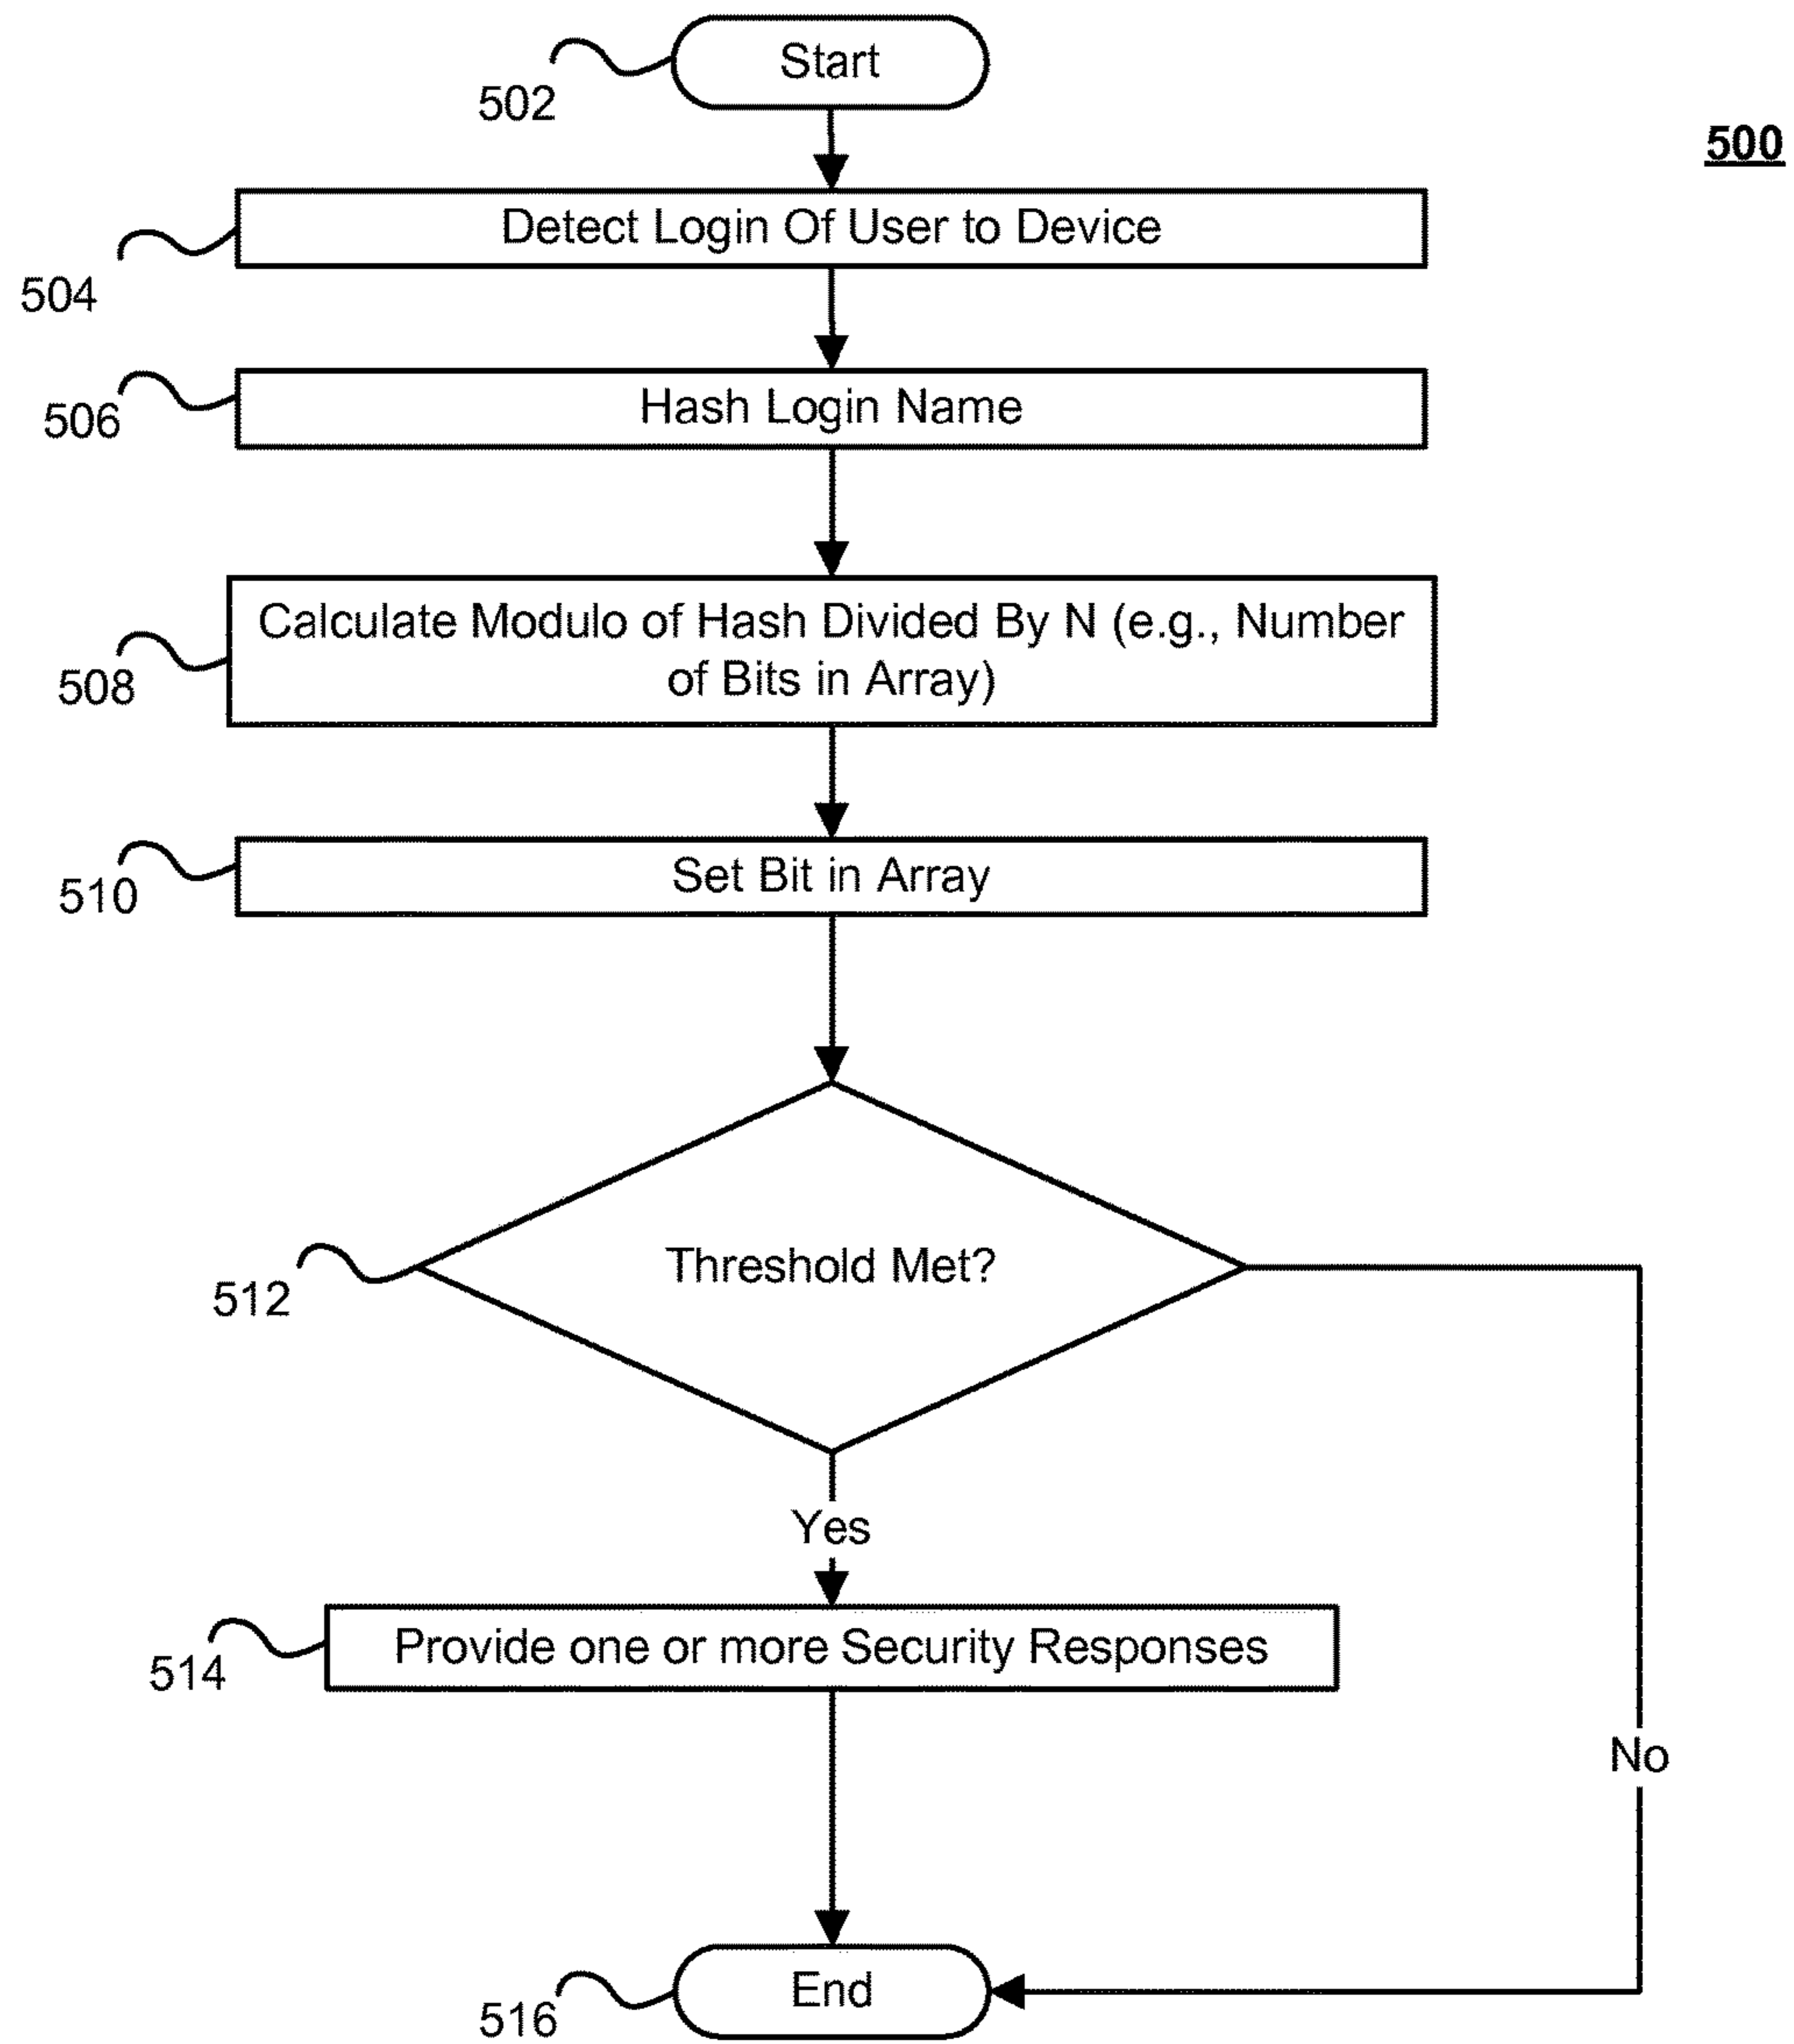 Start
502
500
Detect Login Of User to Device
504
Hash Login Name
506
Calculate Modulo of Hash Divided By N (e.g., Number
of Bits in Array)
508
Set Bit in Array
510
Threshold Met?
512
Yes
Provide one or more Security Responses
514
No
End
516